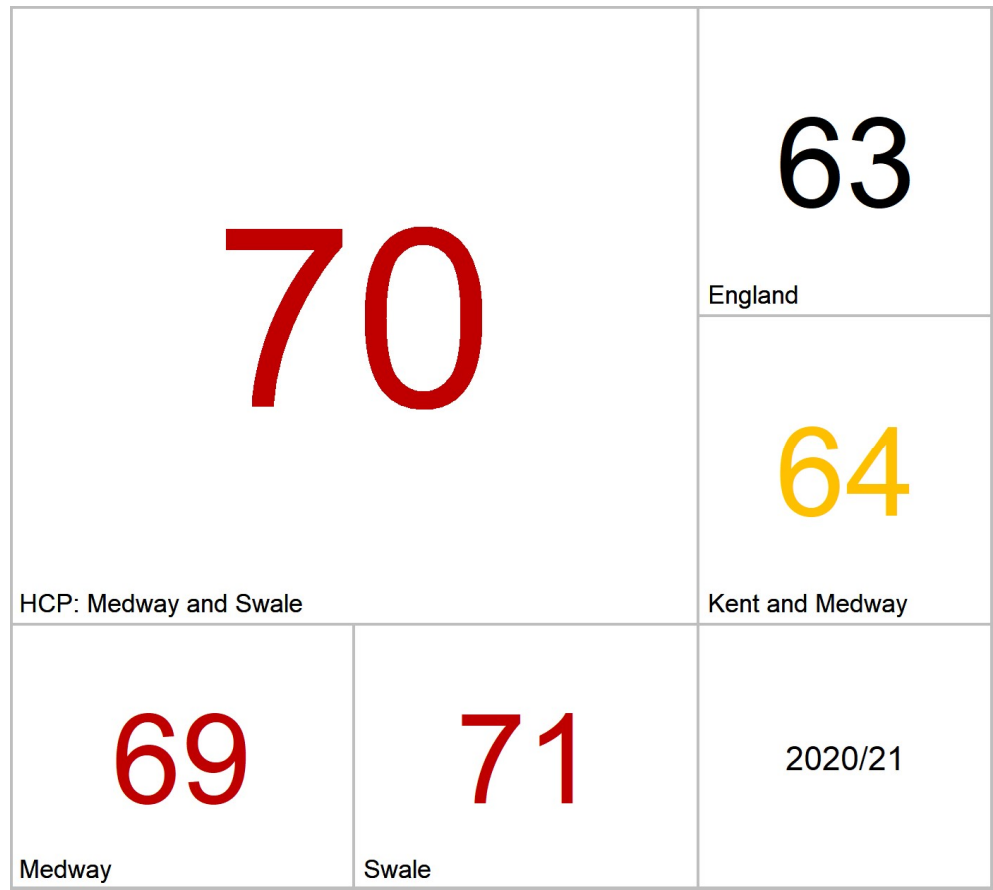 70
HCP: Medway and Swale
63
England
64
Kent and Medway
69
Medway
71
Swale
2020/21